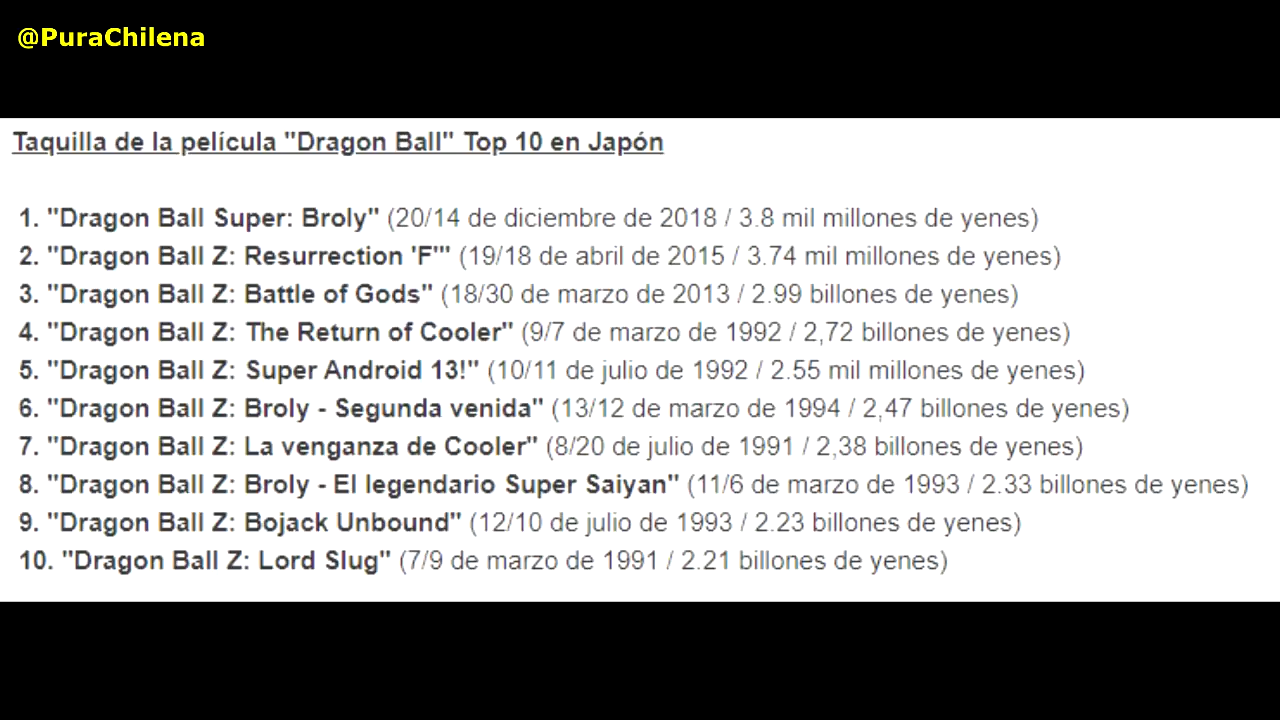 @PuraChilena
Taquilla de la película "Dragon Ball" Top 10 en Japón
1. "Dragon Ball Super: Broly" (20/14 de diciembre de 2018 / 3.8 mil millones de yenes)
2. "Dragon Ball Z: Resurrection 'F'" (19/18 de abril de 2015 / 3.74 mil millones de yenes)
3. "Dragon Ball Z: Battle of Gods" (18/30 de marzo de 2013 / 2.99 billones de yenes)
4. "Dragon Ball Z: The Return of Cooler" (9/7 de marzo de 1992 / 2,72 billones de yenes)
5. "Dragon Ball Z: Super Android 13!" (10/11 de julio de 1992 / 2.55 mil millones de yenes)
6. "Dragon Ball Z: Broly - Segunda venida" (13/12 de marzo de 1994 / 2,47 billones de yenes)
7. "Dragon Ball Z: La venganza de Cooler" (8/20 de julio de 1991 / 2,38 billones de yenes)
8. "Dragon Ball Z: Broly - El legendario Super Saiyan" (11/6 de marzo de 1993 / 2.33 billones de yenes)
9. "Dragon Ball Z: Bojack Unbound" (12/10 de julio de 1993 / 2.23 billones de yenes)
10. "Dragon Ball Z: Lord Slug" (7/9 de marzo de 1991 / 2.21 billones de yenes)